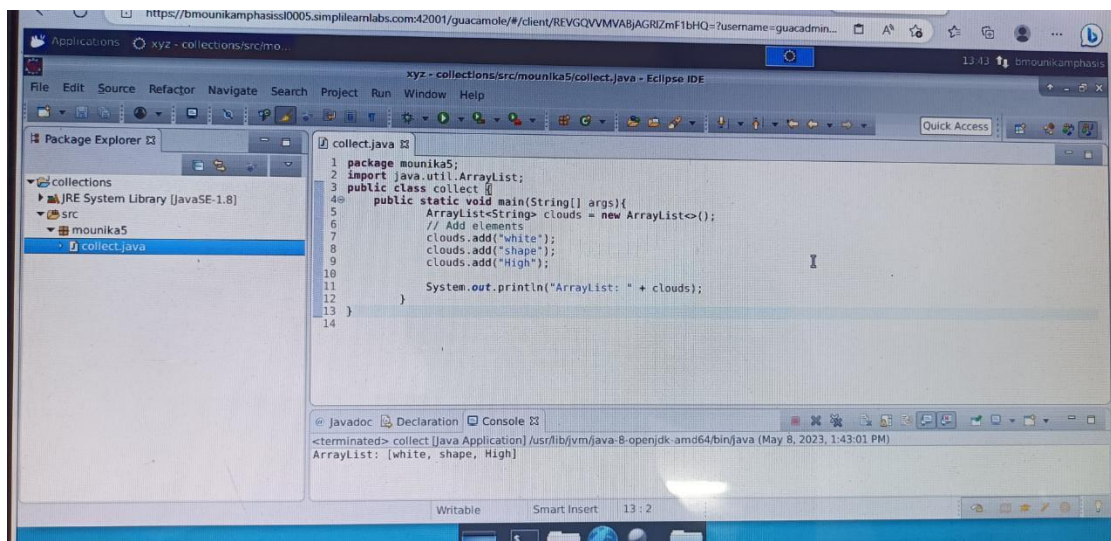 https://bmounikamphasissl0005.simplilearnlabs.com:42001/guacamole/#/client/REVGQVVMVABjAGRlZmF1bHQ=?username=guacadmin...
Applications xyz - collections/src/mo...
13:43 bmounikamphasis
xyz - collections/src/mounika5/collect.java - Eclipse IDE
File Edit Source Refactor Navigate Search Project Run Window Help
Quick Access
Package Explorer
collect.java
collections
JRE System Library [JavaSE-1.8]
src
mounika5
collect.java
1 package mounika5;
2 import java.util.ArrayList;
3 public class collect {
4 public static void main(String[] args){
5 ArrayList<String> clouds = new ArrayList<>();
6 // Add elements
7 clouds.add("white");
8 clouds.add("shape");
9 clouds.add("High");
10
11 System.out.println("ArrayList: " + clouds);
12 }
13 }
14
Javadoc Declaration Console
<terminated> collect [Java Application] /usr/lib/jvm/java-8-openjdk-amd64/bin/java (May 8, 2023, 1:43:01 PM)
ArrayList: [white, shape, High]
Writable Smart Insert 13 : 2